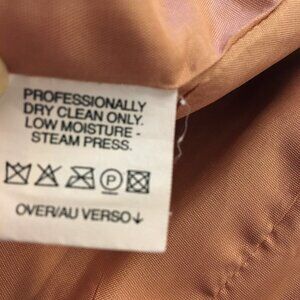 PROFESSIONALLY
DRY CLEAN ONLY.
LOW MOISTURE -
STEAM PRESS.
P
OVER/AU VERSO↓